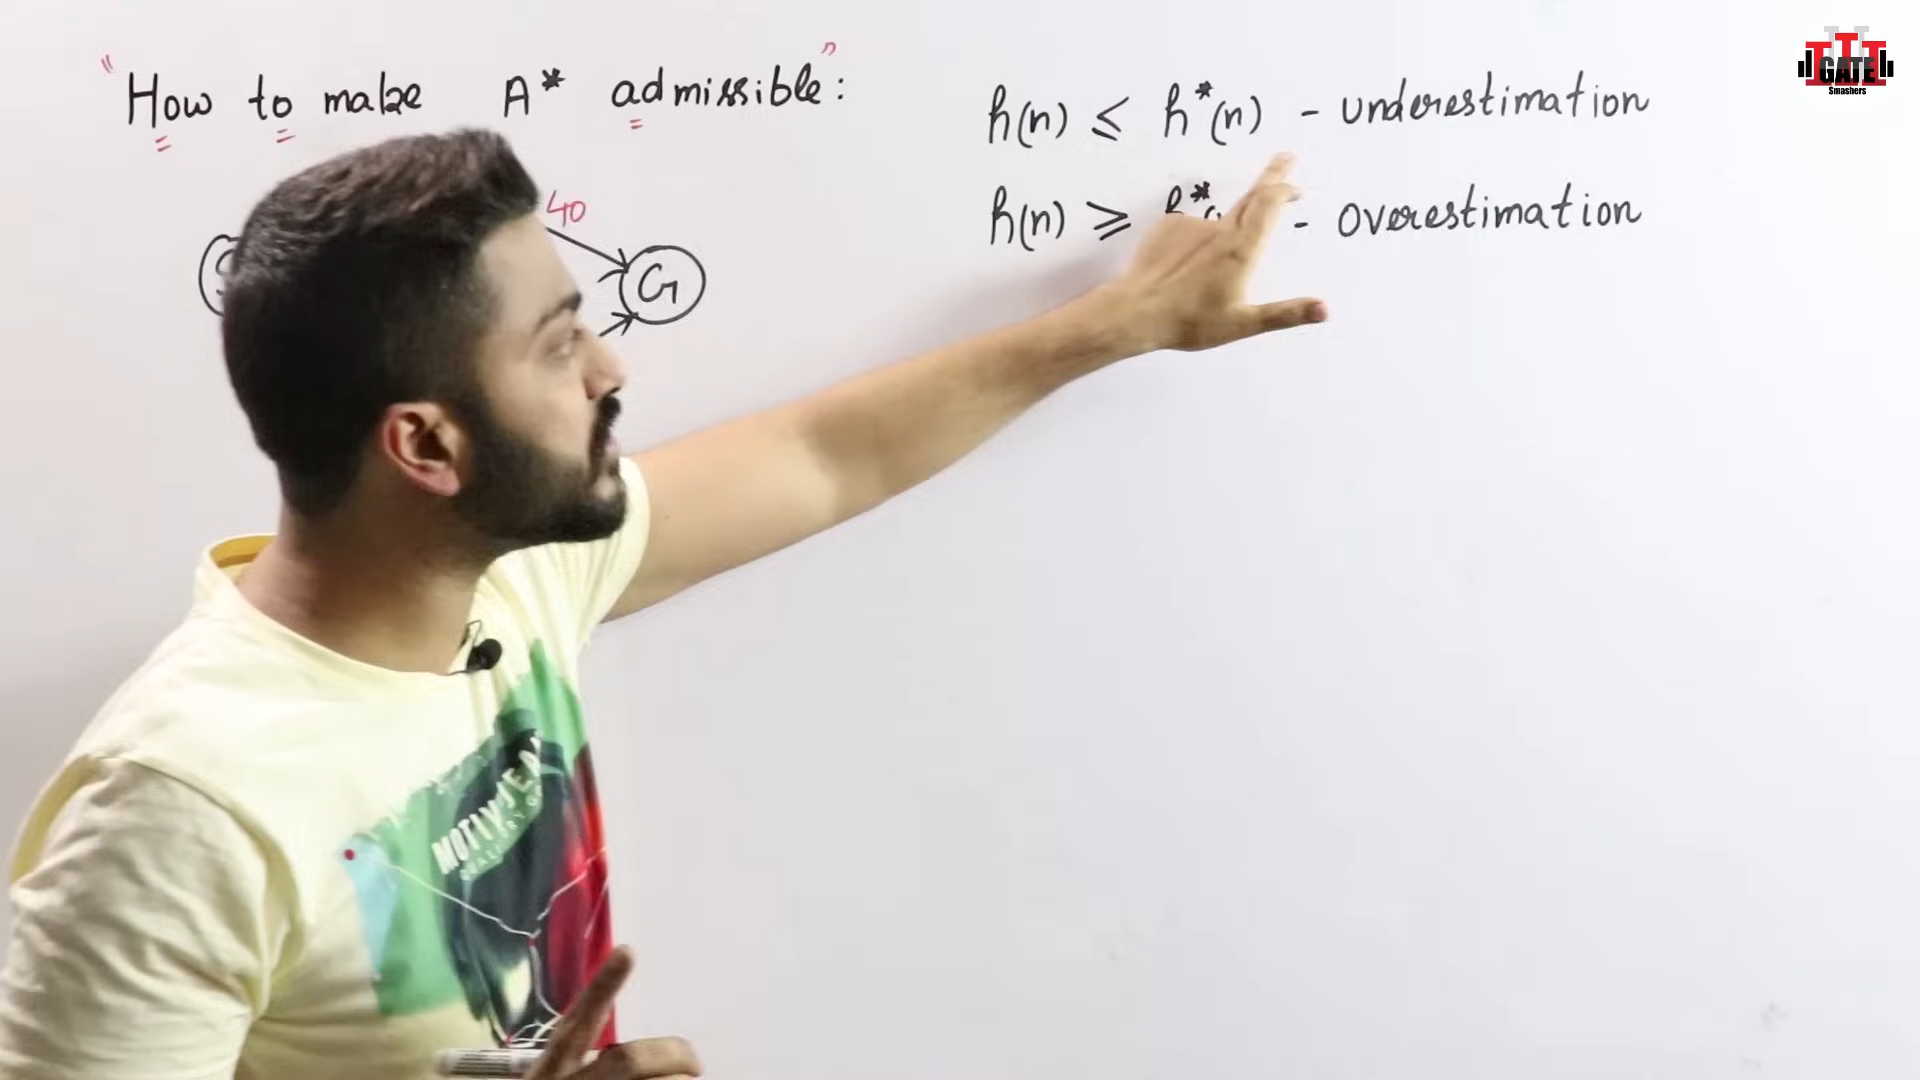 "How to make A* admissible":
h(n) ≤ h*(n) - underestimation
h(n) ≥ - overestimation
40
G
GATE
Smashers